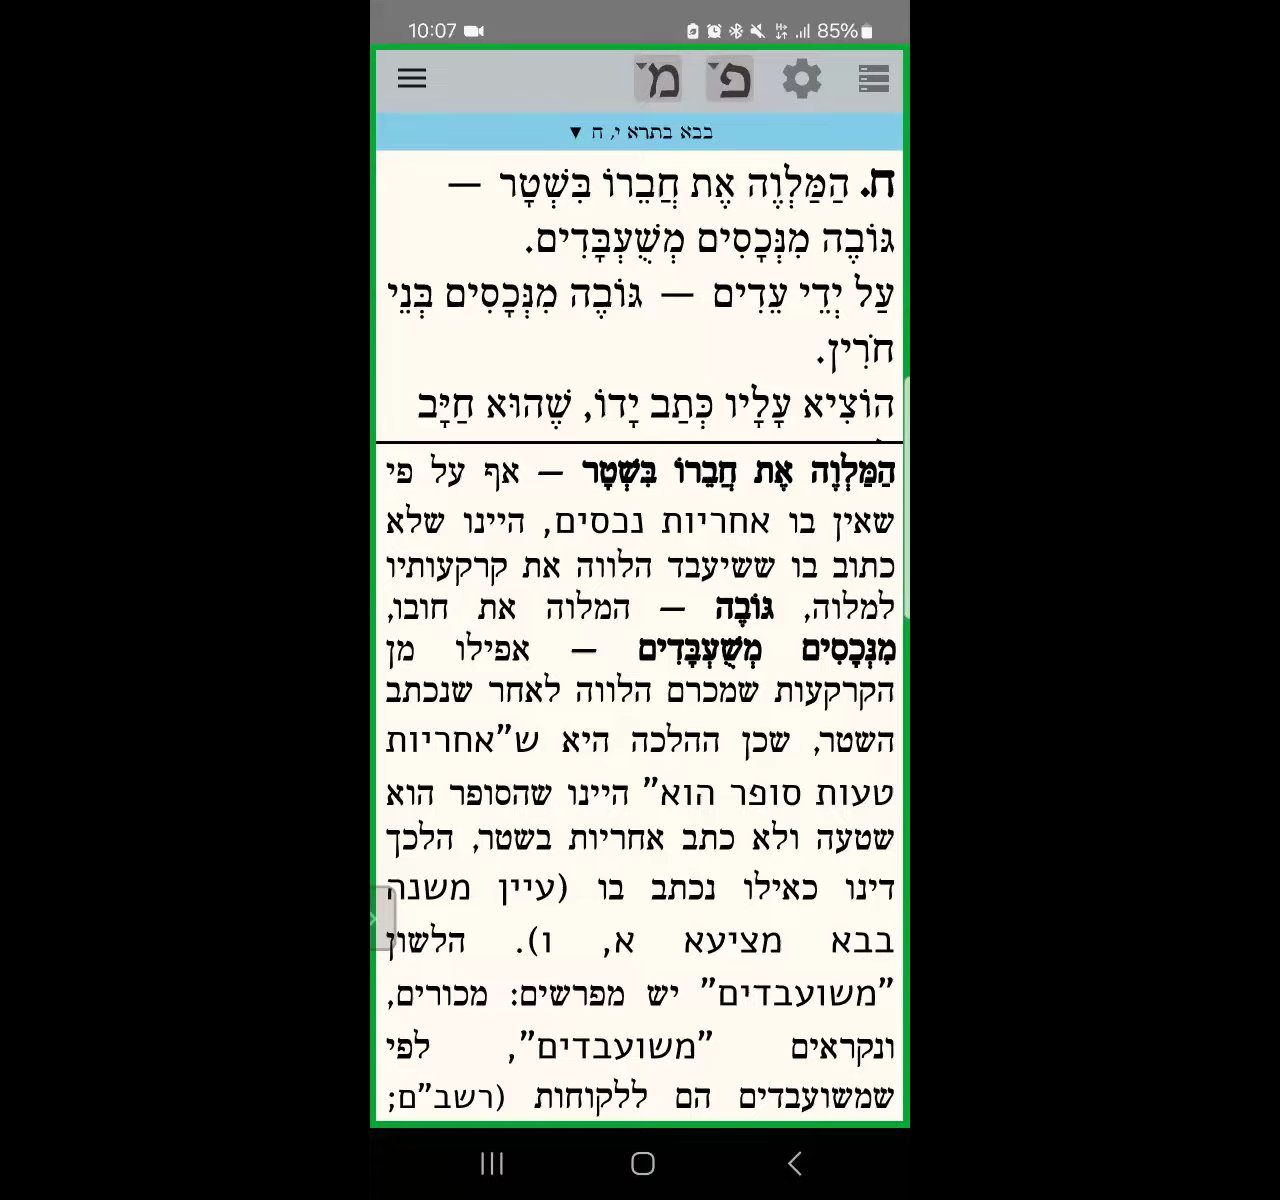 10:07 85%
מ פ
בבא בתרא י, ח ▼
ח. הַמַּלְוֶה אֶת חֲבֵרוֹ בִּשְׁטָר —
גּוֹבֶה מִנְּכָסִים מְשֻׁעְבָּדִים.
עַל יְדֵי עֵדִים — גּוֹבֶה מִנְּכָסִים בְּנֵי
חֹרִין.
הוֹצִיא עָלָיו כְּתַב יָדוֹ, שֶׁהוּא חַיָּב
הַמַּלְוֶה אֶת חֲבֵרוֹ בִּשְׁטָר — אף על פי
שאין בו אחריות נכסים, היינו שלא
כתוב בו ששיעבד הלווה את קרקעותיו
למלוה, גּוֹבֶה — המלוה את חובו,
מִנְּכָסִים מְשֻׁעְבָּדִים — אפילו מן
הקרקעות שמכרם הלווה לאחר שנכתב
השטר, שכן ההלכה היא ש"אחריות
טעות סופר הוא" היינו שהסופר הוא
שטעה ולא כתב אחריות בשטר, הלכך
דינו כאילו נכתב בו (עיין משנה
בבא מציעא א, ו). הלשון
"משועבדים" יש מפרשים: מכורים,
ונקראים "משועבדים", לפי
שמשועבדים הם ללקוחות (רשב"ם;